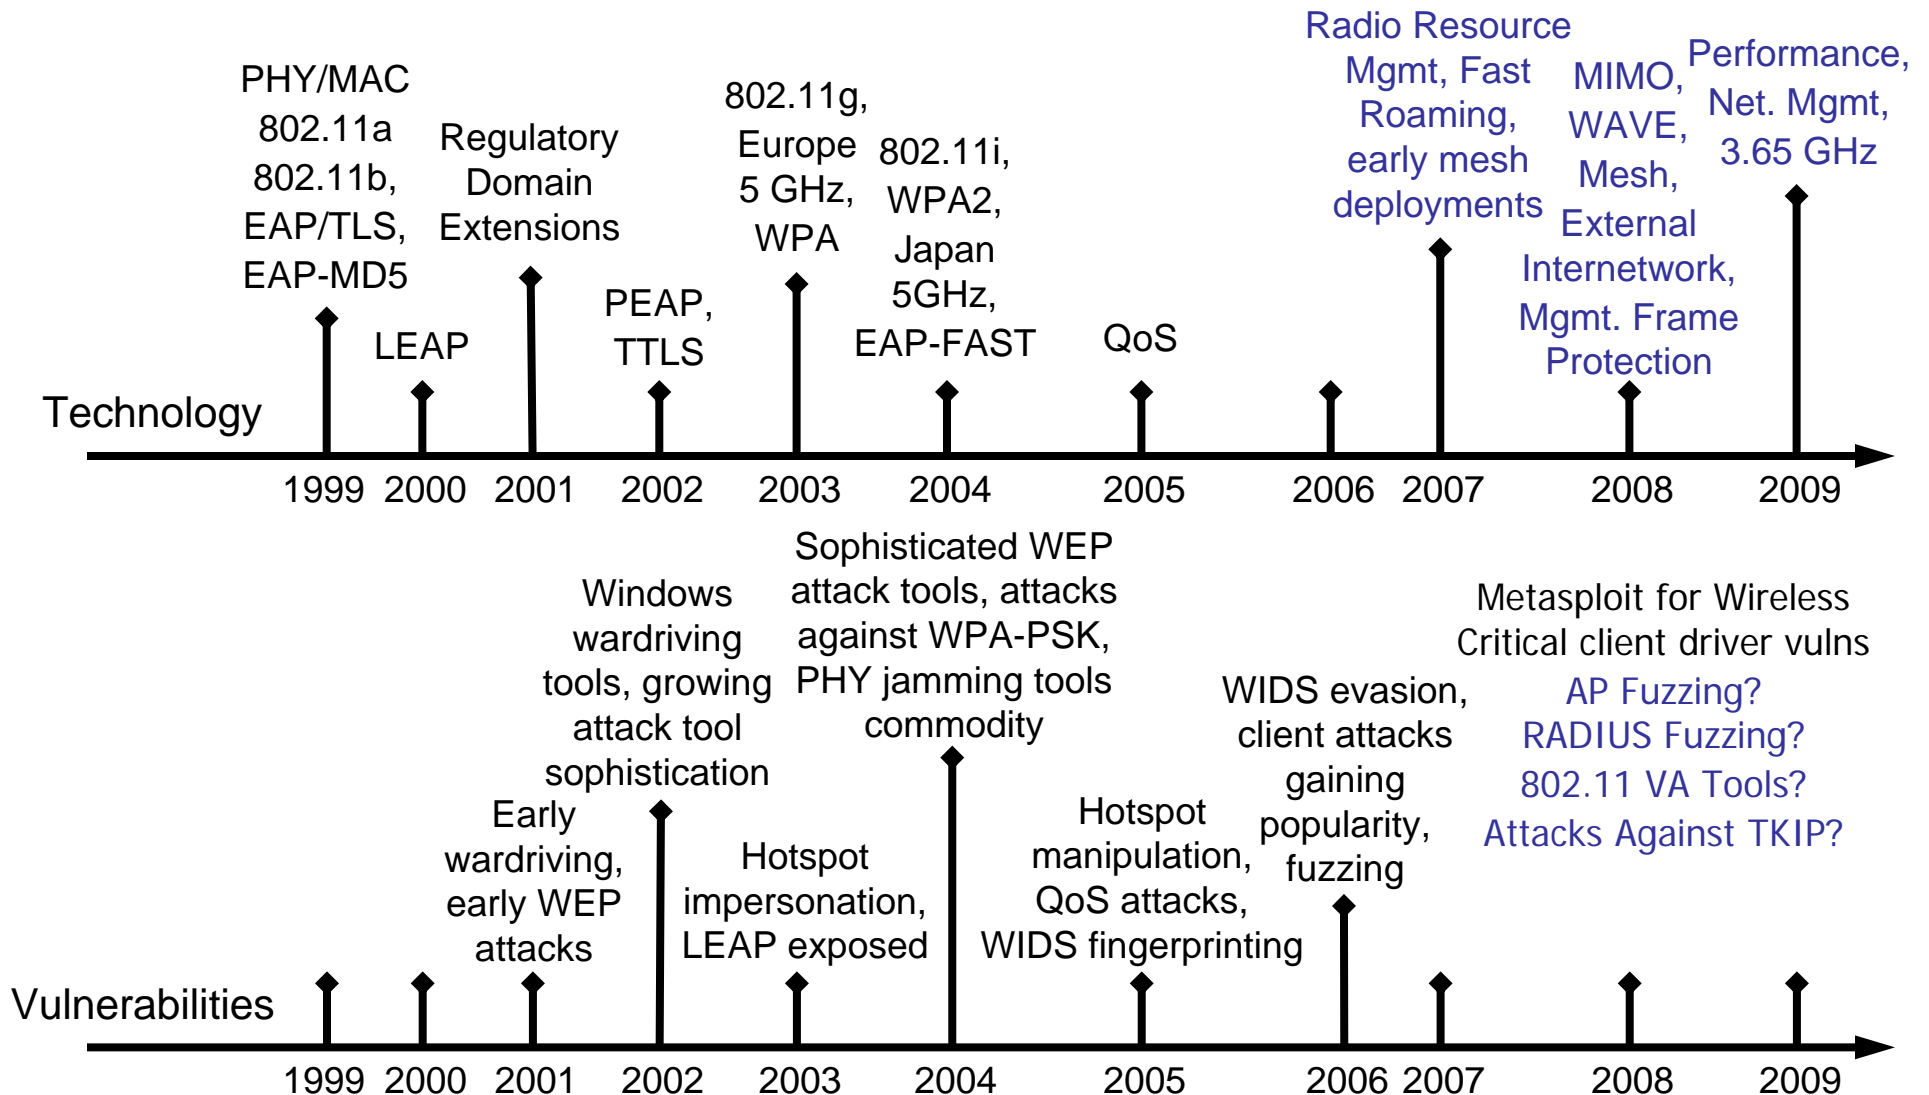 PHY/MAC
802.11a
802.11b,
EAP/TLS,
EAP-MD5
LEAP
Regulatory
Domain
Extensions
PEAP,
TTLS
802.11g,
Europe
5 GHz,
WPA
802.11i,
WPA2,
Japan
5GHz,
EAP-FAST
QoS
Radio Resource
Mgmt, Fast
Roaming,
early mesh
deployments
MIMO,
WAVE,
Mesh,
External
Internetwork,
Mgmt. Frame
Protection
Performance,
Net. Mgmt,
3.65 GHz
Technology
1999 2000 2001 2002 2003 2004 2005 2006 2007 2008 2009
Early
wardriving,
early WEP
attacks
Windows
wardriving
tools, growing
attack tool
sophistication
Hotspot
impersonation,
LEAP exposed
Sophisticated WEP
attack tools, attacks
against WPA-PSK,
PHY jamming tools
commodity
Hotspot
manipulation,
QoS attacks,
WIDS fingerprinting
WIDS evasion,
client attacks
gaining
popularity,
fuzzing
Metasploit for Wireless
Critical client driver vulns
AP Fuzzing?
RADIUS Fuzzing?
802.11 VA Tools?
Attacks Against TKIP?
Vulnerabilities
1999 2000 2001 2002 2003 2004 2005 2006 2007 2008 2009